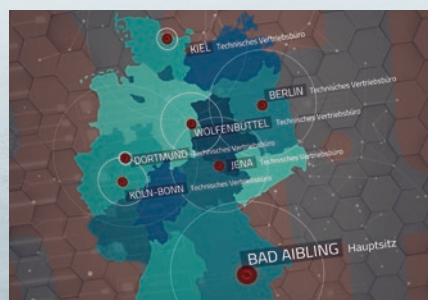 KIEL Technisches Vertriebsbüro
BERLIN Technisches Vertriebsbüro
WOLFENBÜTTEL Technisches Vertriebsbüro
DORTMUND Technisches Vertriebsbüro
JENA Technisches Vertriebsbüro
KÖLN-BONN Technisches Vertriebsbüro
BAD AIBLING Hauptsitz